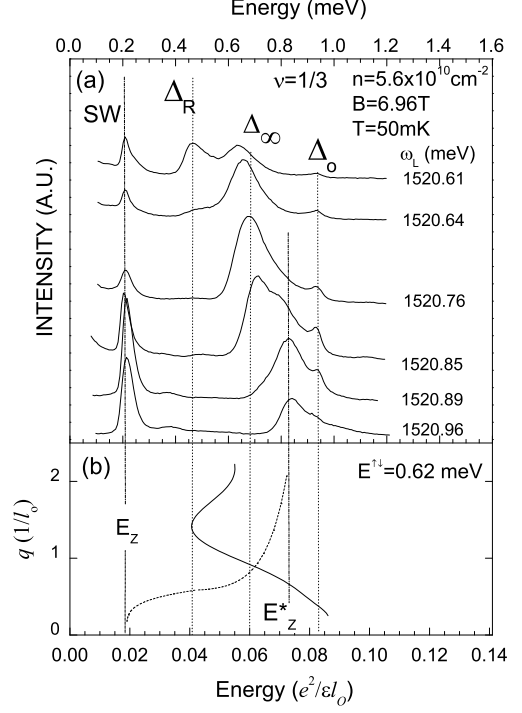 Energy (meV)
0.0 0.2 0.4 0.6 0.8 1.0 1.2 1.4 1.6
(a)
ν=1/3
n=5.6x10^10cm^-2
B=6.96T
T=50mK
ω_L (meV)
SW
Δ_R
Δ_∞
Δ_o
1520.61
1520.64
1520.76
1520.85
1520.89
1520.96
INTENSITY (A.U.)
(b)
E^↑↓=0.62 meV
E_Z
E*_Z
q (1/l_o)
2
1
0
0.00 0.02 0.04 0.06 0.08 0.10 0.12 0.14
Energy (e^2/εl_O)